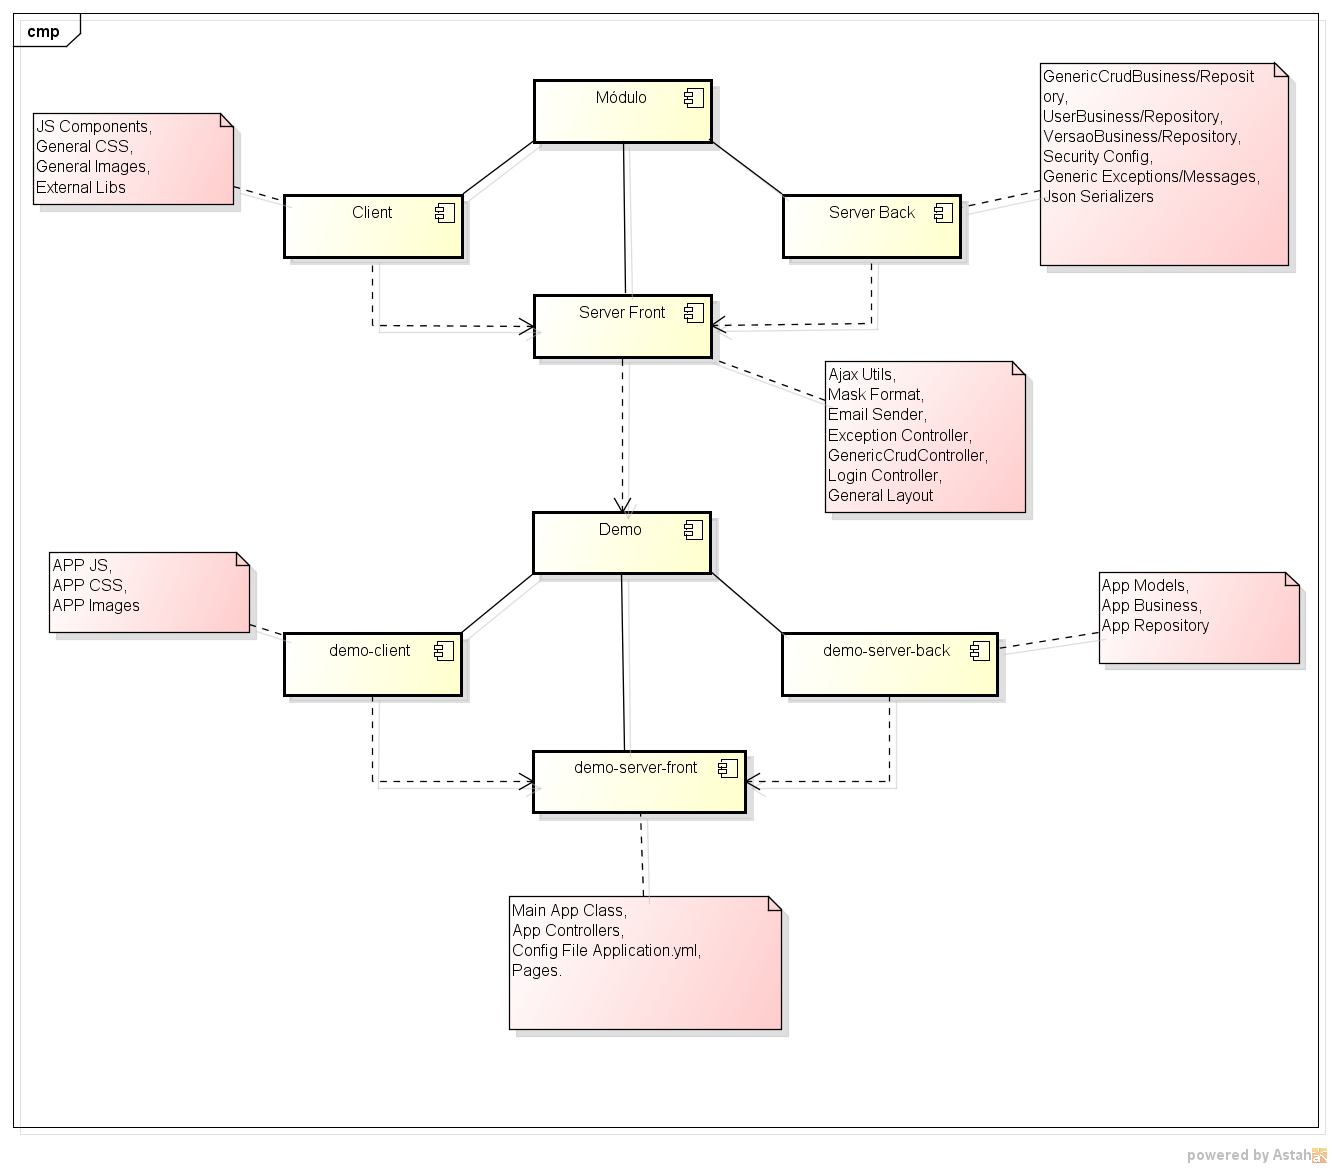 cmp
Módulo
GenericCrudBusiness/Reposit
ory,
UserBusiness/Repository,
VersaoBusiness/Repository,
Security Config,
Generic Exceptions/Messages,
Json Serializers
JS Components,
General CSS,
General Images,
External Libs
Client
Server Back
Server Front
Ajax Utils,
Mask Format,
Email Sender,
Exception Controller,
GenericCrudController,
Login Controller,
General Layout
Demo
APP JS,
APP CSS,
APP Images
App Models,
App Business,
App Repository
demo-client
demo-server-back
demo-server-front
Main App Class,
App Controllers,
Config File Application.yml,
Pages.
powered by Astah